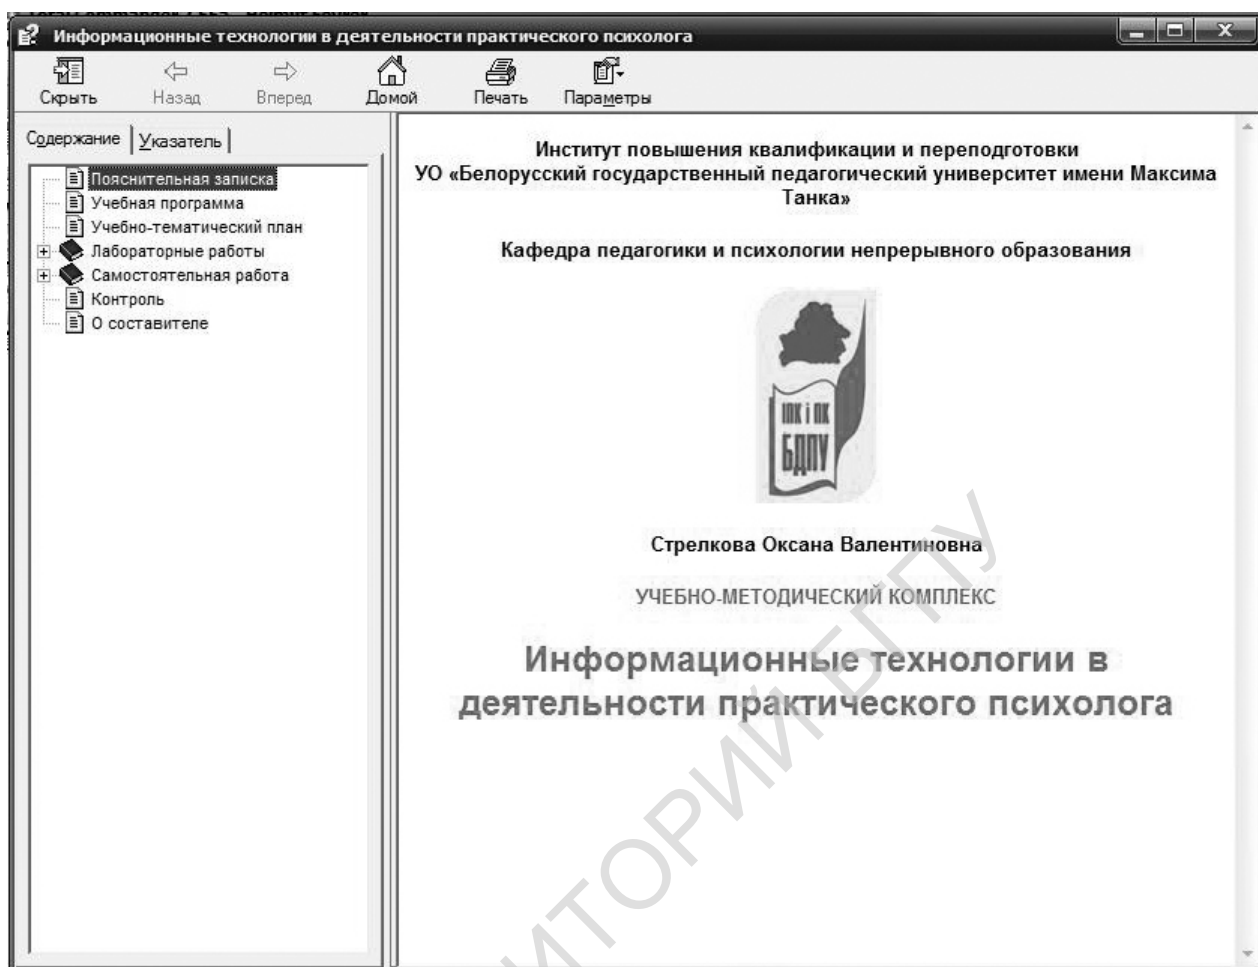 Информационные технологии в деятельности практического психолога
Скрыть Назад Вперед Домой Печать Параметры
Содержание Указатель
Пояснительная записка
Учебная программа
Учебно-тематический план
Лабораторные работы
Самостоятельная работа
Контроль
О составителе
Институт повышения квалификации и переподготовки
УО «Белорусский государственный педагогический университет имени Максима
Танка»
Кафедра педагогики и психологии непрерывного образования
ІПК і ПК
БДПУ
Стрелкова Оксана Валентиновна
УЧЕБНО-МЕТОДИЧЕСКИЙ КОМПЛЕКС
Информационные технологии в
деятельности практического психолога
ИТОРИЙ БГПУ